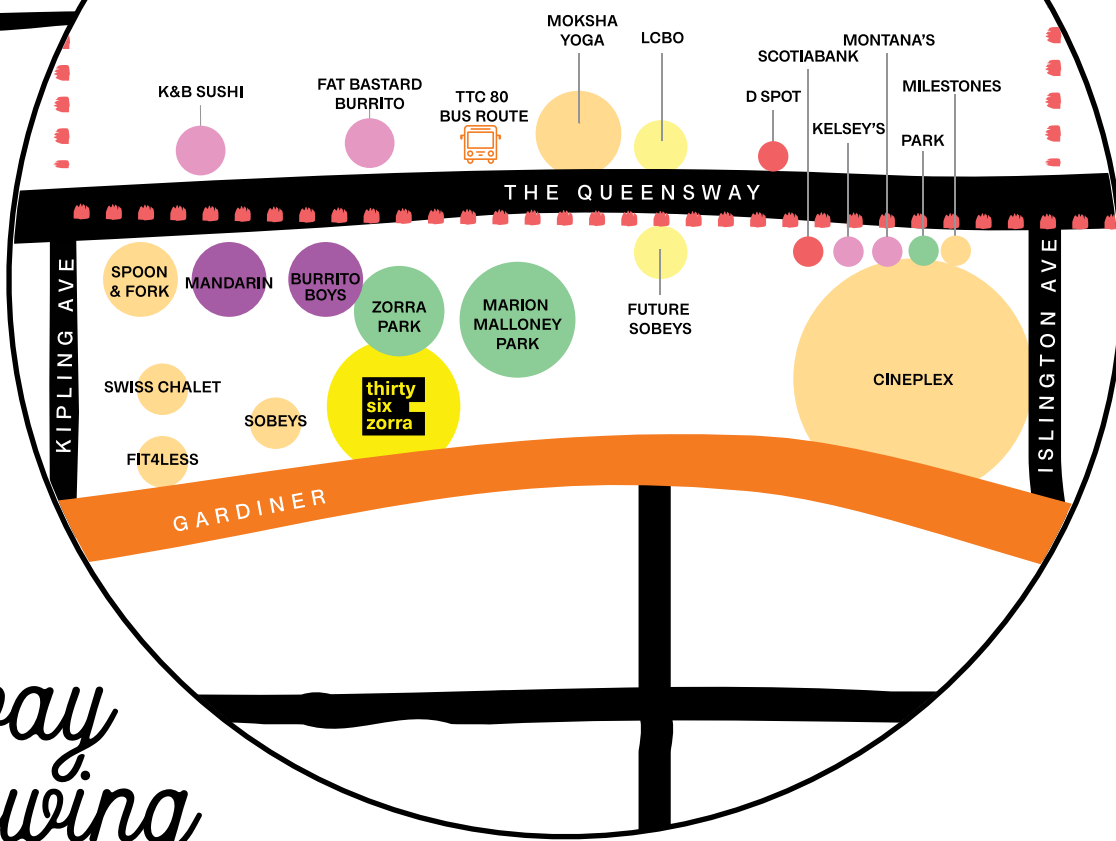 MOKSHA
YOGA
LCBO
MONTANA'S
SCOTIABANK
K&B SUSHI
FAT BASTARD
BURRITO
TTC 80
BUS ROUTE
D SPOT
MILESTONES
KELSEY'S
PARK
THE QUEENSWAY
KIPLING AVE
ISLINGTON AVE
SPOON
& FORK
MANDARIN
BURRITO
BOYS
ZORRA
PARK
MARION
MALLONEY
PARK
FUTURE
SOBEYS
CINEPLEX
SWISS CHALET
thirty
six
zorra
SOBEYS
FIT4LESS
GARDINER